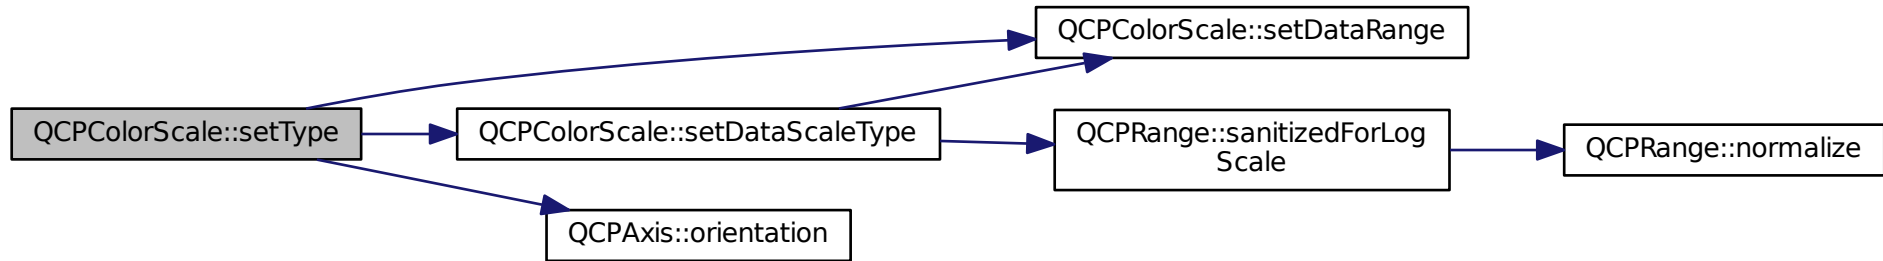 QCPColorScale::setType
QCPColorScale::setDataRange
QCPColorScale::setDataScaleType
QCPRange::sanitizedForLog
Scale
QCPRange::normalize
QCPAxis::orientation